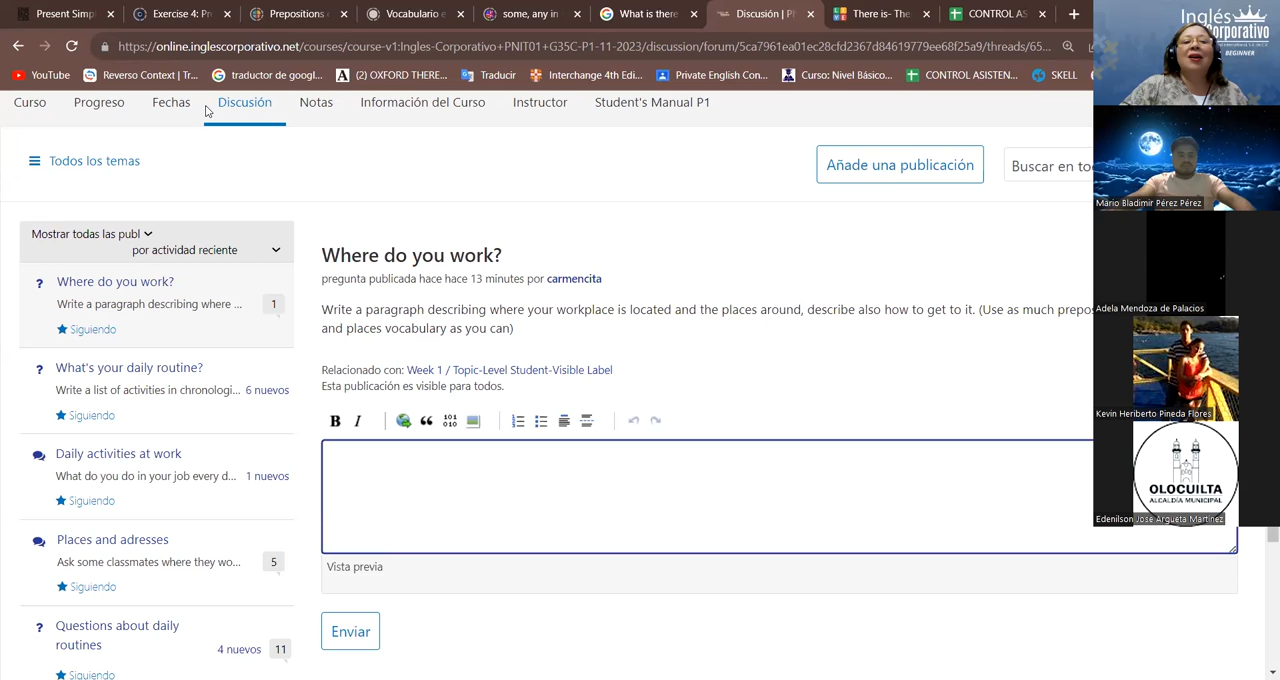 Present Simp
Exercise 4: Pre
Prepositions
Vocabulario e
some, any in
What is there
Discusión | Pl
There is- The
CONTROL AS
https://online.inglescorporativo.net/courses/course-v1:Ingles-Corporativo+PNIT01+G35C-P1-11-2023/discussion/forum/5ca7961ea01ec28fcd2367d84619779ee68f25a9/threads/65...
YouTube
Reverso Context | Tr...
traductor de googl...
(2) OXFORD THERE...
Traducir
Interchange 4th Edi...
Private English Con...
Curso: Nivel Básico...
CONTROL ASISTEN...
SKELL
Curso
Progreso
Fechas
Discusión
Notas
Información del Curso
Instructor
Student's Manual P1
Todos los temas
Añade una publicación
Buscar en to
Mostrar todas las publ
por actividad reciente
Where do you work?
Write a paragraph describing where ...
1
Siguiendo
What's your daily routine?
Write a list of activities in chronologi...
6 nuevos
Siguiendo
Daily activities at work
What do you do in your job every d...
1 nuevos
Siguiendo
Places and adresses
Ask some classmates where they wo...
5
Siguiendo
Questions about daily
routines
4 nuevos
11
Siguiendo
Where do you work?
pregunta publicada hace hace 13 minutes por carmencita
Write a paragraph describing where your workplace is located and the places around, describe also how to get to it. (Use as much prepos
and places vocabulary as you can)
Relacionado con: Week 1 / Topic-Level Student-Visible Label
Esta publicación es visible para todos.
B I
101
010
Vista previa
Enviar
Inglés
Corporativo
BEGINNER
Mario Bladimir Pérez Pérez
Adela Mendoza de Palacios
Kevin Heriberto Pineda Flores
OLOCUILTA
ALCALDÍA MUNICIPAL
Edenilson Jose Argueta Martinez